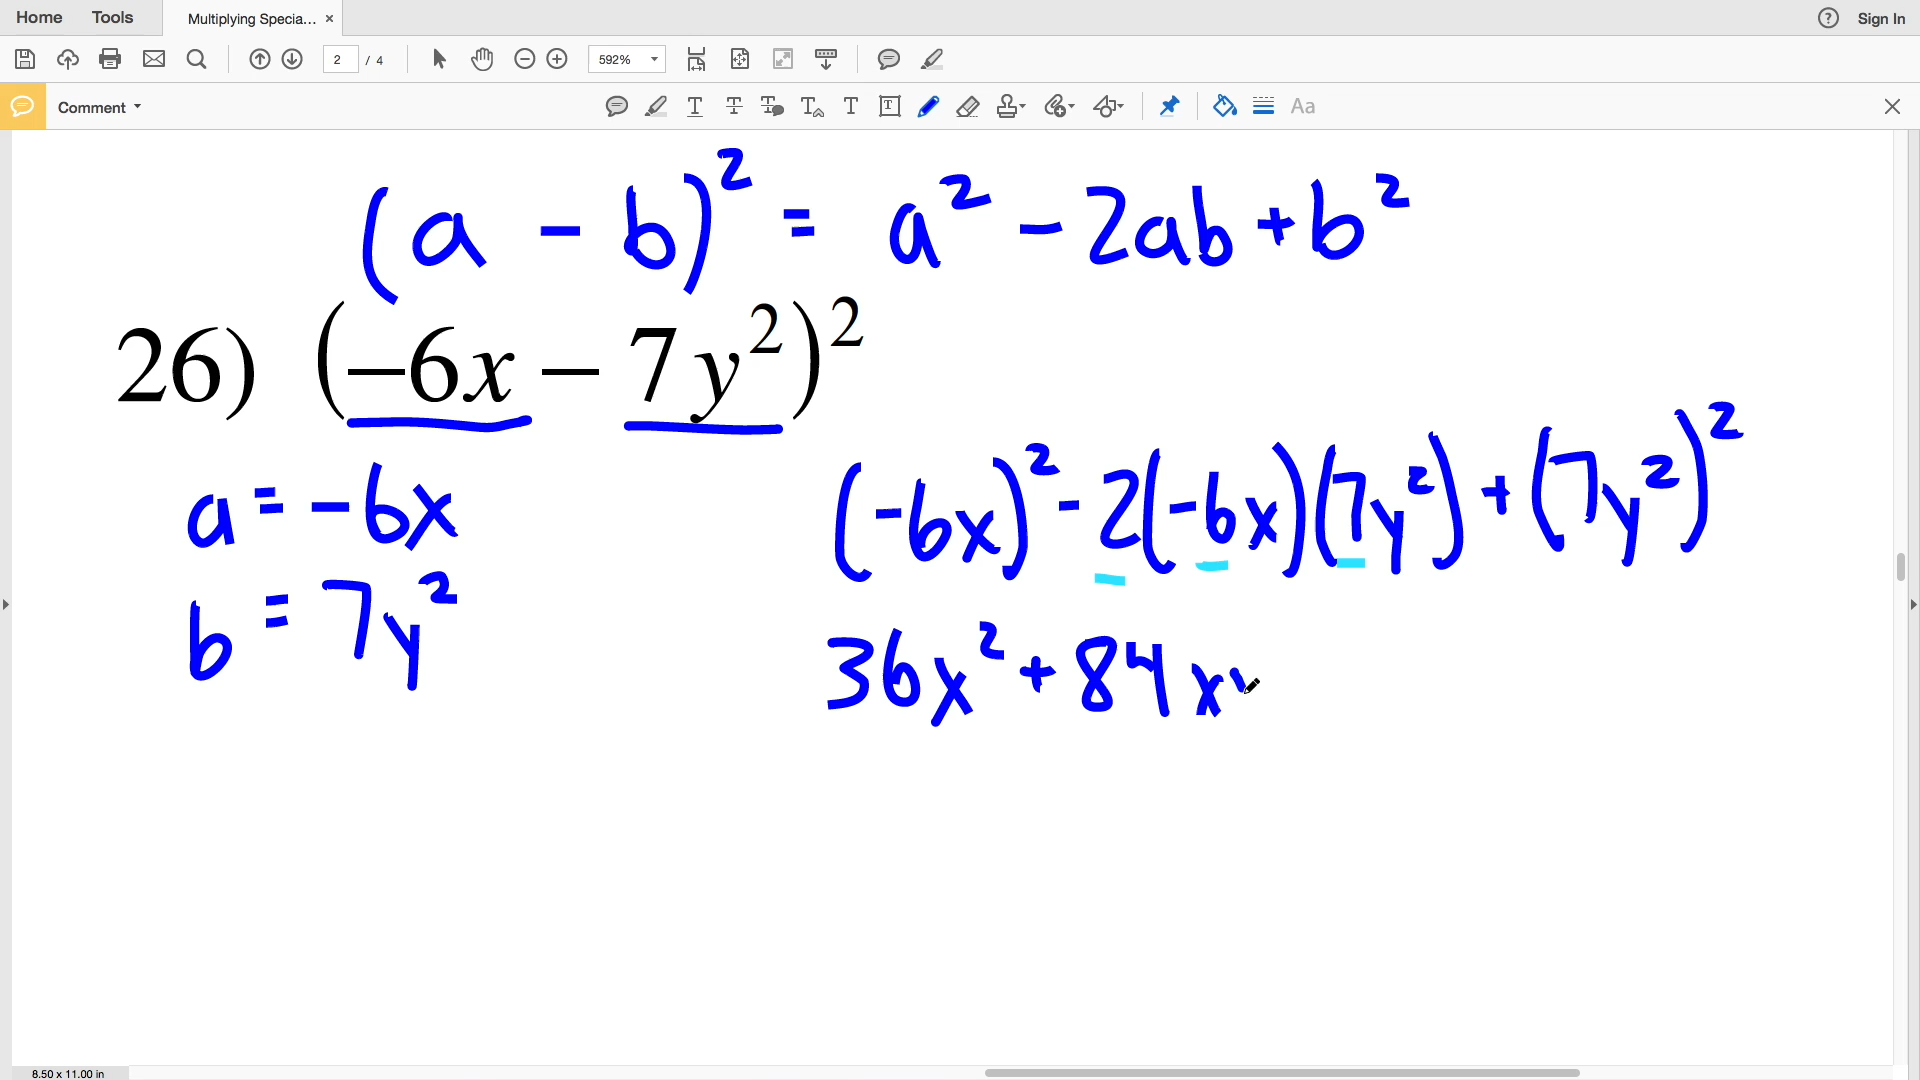 Home Tools Multiplying Specia... × ? Sign In
2 / 4 592%
Comment T T T T T T Aa
(a - b)² = a² - 2ab + b²
26) (−6x − 7y²)²
a = -6x
b = 7y²
(-6x)² - 2(-6x)(7y²) + (7y²)²
36x² + 84x
8.50 x 11.00 in